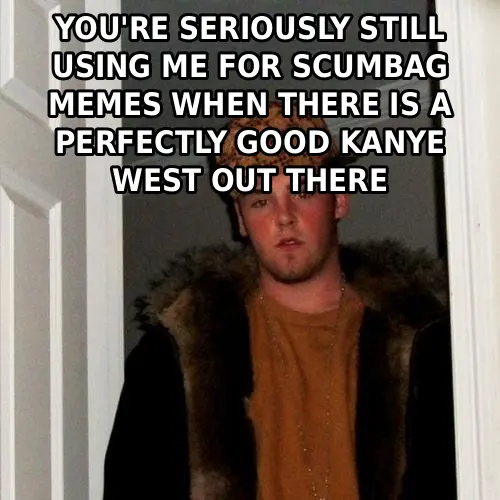 YOU'RE SERIOUSLY STILL
USING ME FOR SCUMBAG
MEMES WHEN THERE IS A
PERFECTLY GOOD KANYE
WEST OUT THERE